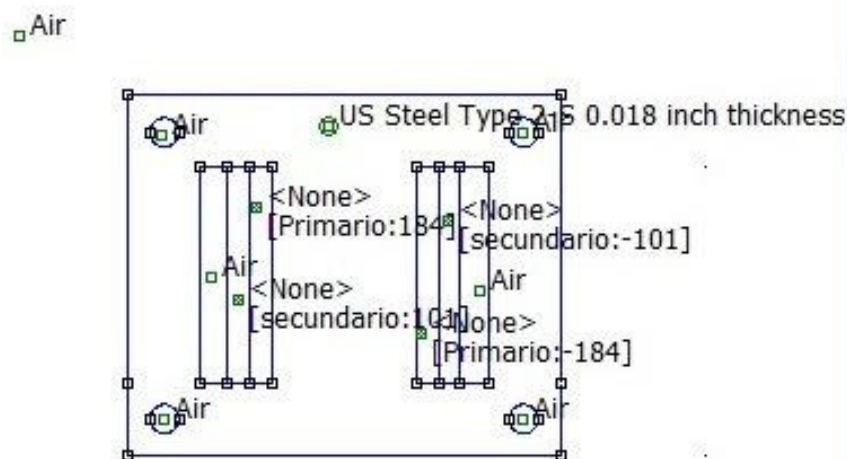 Air
US Steel Type 2-S 0.018 inch thickness
Air
Air
<None>
[Primario:184]
<None>
[secundario:-101]
Air
Air
<None>
[secundario:101]
<None>
[Primario:-184]
Air
Air